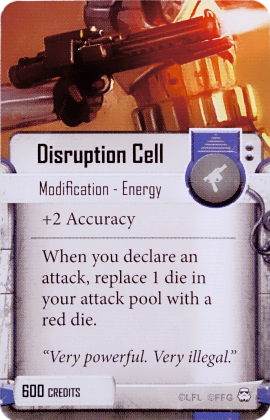 Disruption Cell
Modification - Energy
+2 Accuracy
When you declare an
attack, replace 1 die in
your attack pool with a
red die.
“Very powerful. Very illegal.”
600 CREDITS
©LFL ©FFG